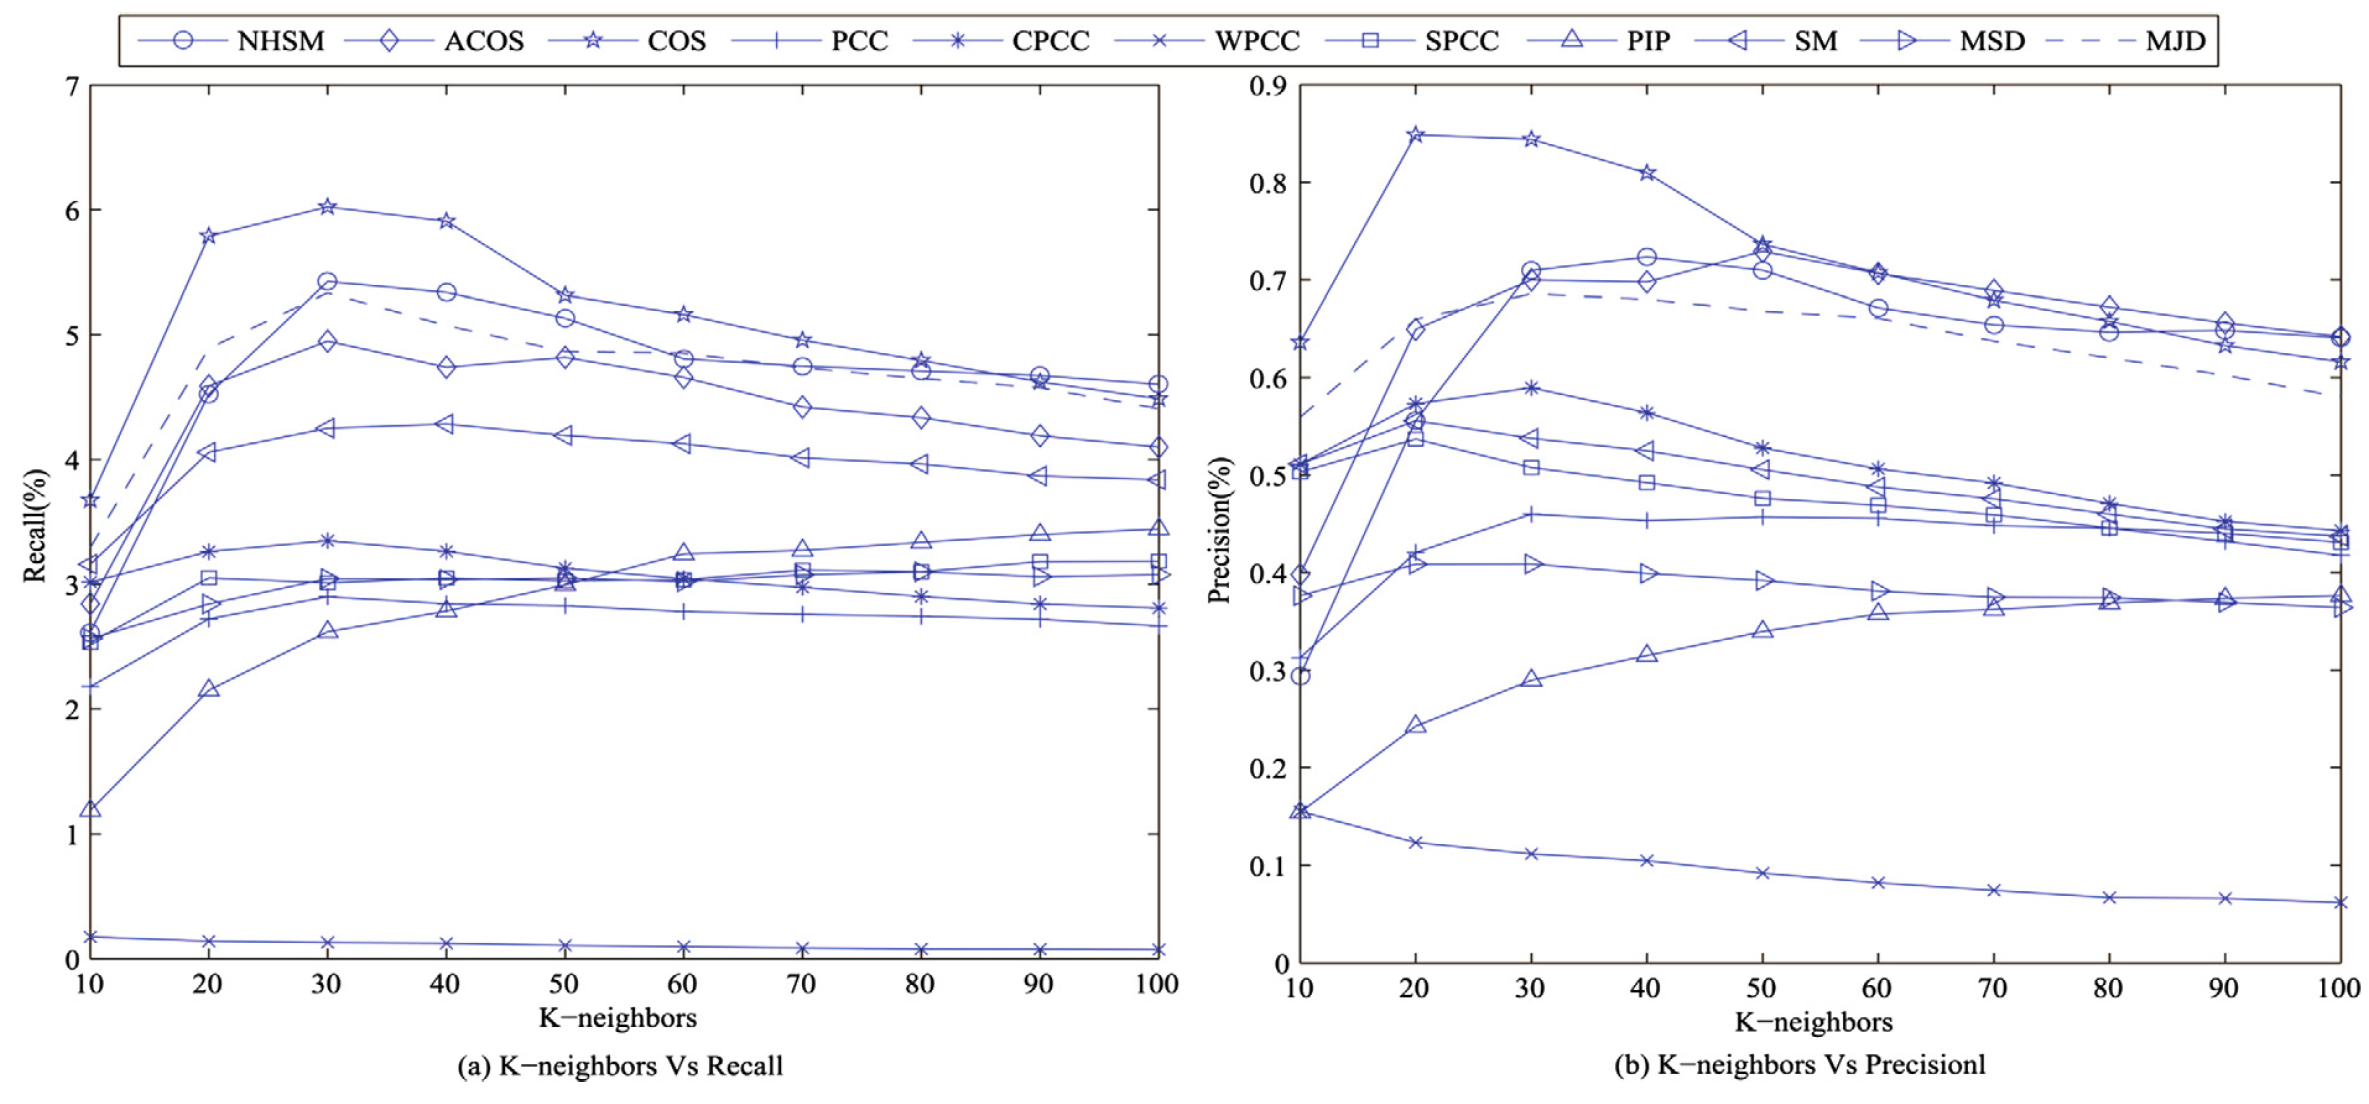 NHSM ACOS COS PCC CPCC WPCC SPCC PIP SM MSD MJD
7
6
5
4
3
2
1
0
Recall(%)
10 20 30 40 50 60 70 80 90 100
K−neighbors
(a) K−neighbors Vs Recall
0.9
0.8
0.7
0.6
0.5
0.4
0.3
0.2
0.1
0
Precision(%)
10 20 30 40 50 60 70 80 90 100
K−neighbors
(b) K−neighbors Vs Precisionl